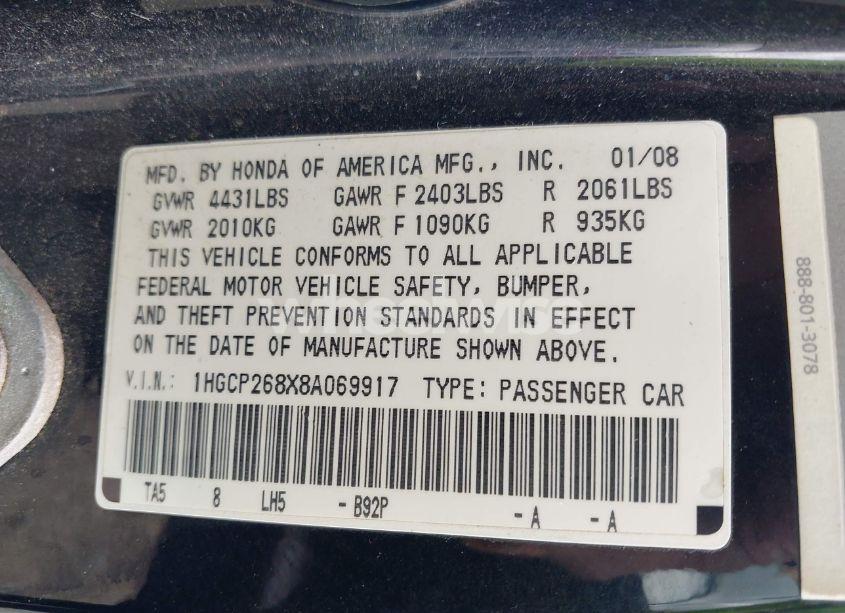 MFD. BY HONDA OF AMERICA MFG., INC. 01/08
GVWR 4431LBS GAWR F 2403LBS R 2061LBS
GVWR 2010KG GAWR F 1090KG R 935KG
THIS VEHICLE CONFORMS TO ALL APPLICABLE
FEDERAL MOTOR VEHICLE SAFETY, BUMPER,
AND THEFT PREVENTION STANDARDS IN EFFECT
ON THE DATE OF MANUFACTURE SHOWN ABOVE.
V.I.N.: 1HGCP268X8A069917 TYPE: PASSENGER CAR
TA5 8 LH5 - B92P - A - A
888-801-3078